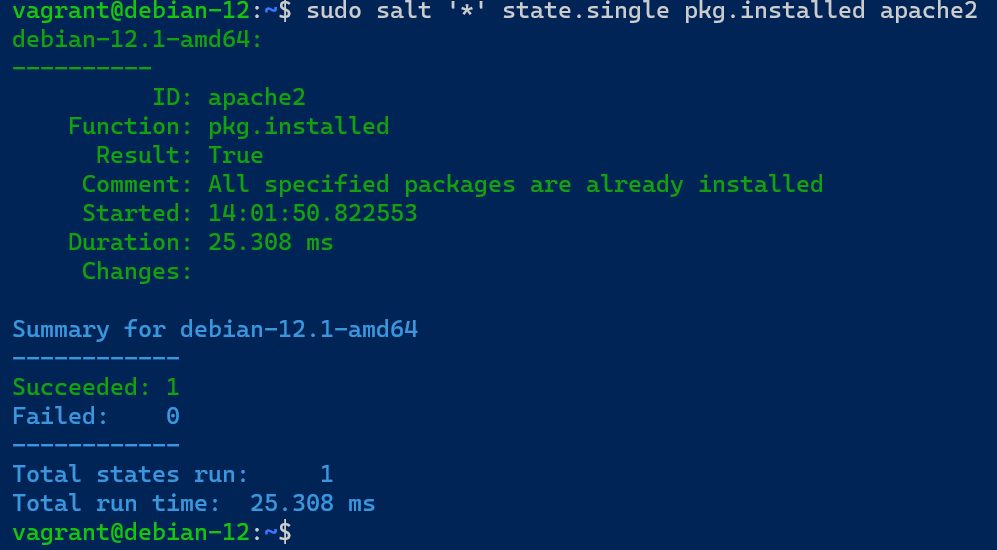 vagrant@debian-12:~$ sudo salt '*' state.single pkg.installed apache2
debian-12.1-amd64:
----------
          ID: apache2
    Function: pkg.installed
      Result: True
     Comment: All specified packages are already installed
     Started: 14:01:50.822553
    Duration: 25.308 ms
     Changes:

Summary for debian-12.1-amd64
------------
Succeeded: 1
Failed:    0
------------
Total states run:     1
Total run time:  25.308 ms
vagrant@debian-12:~$